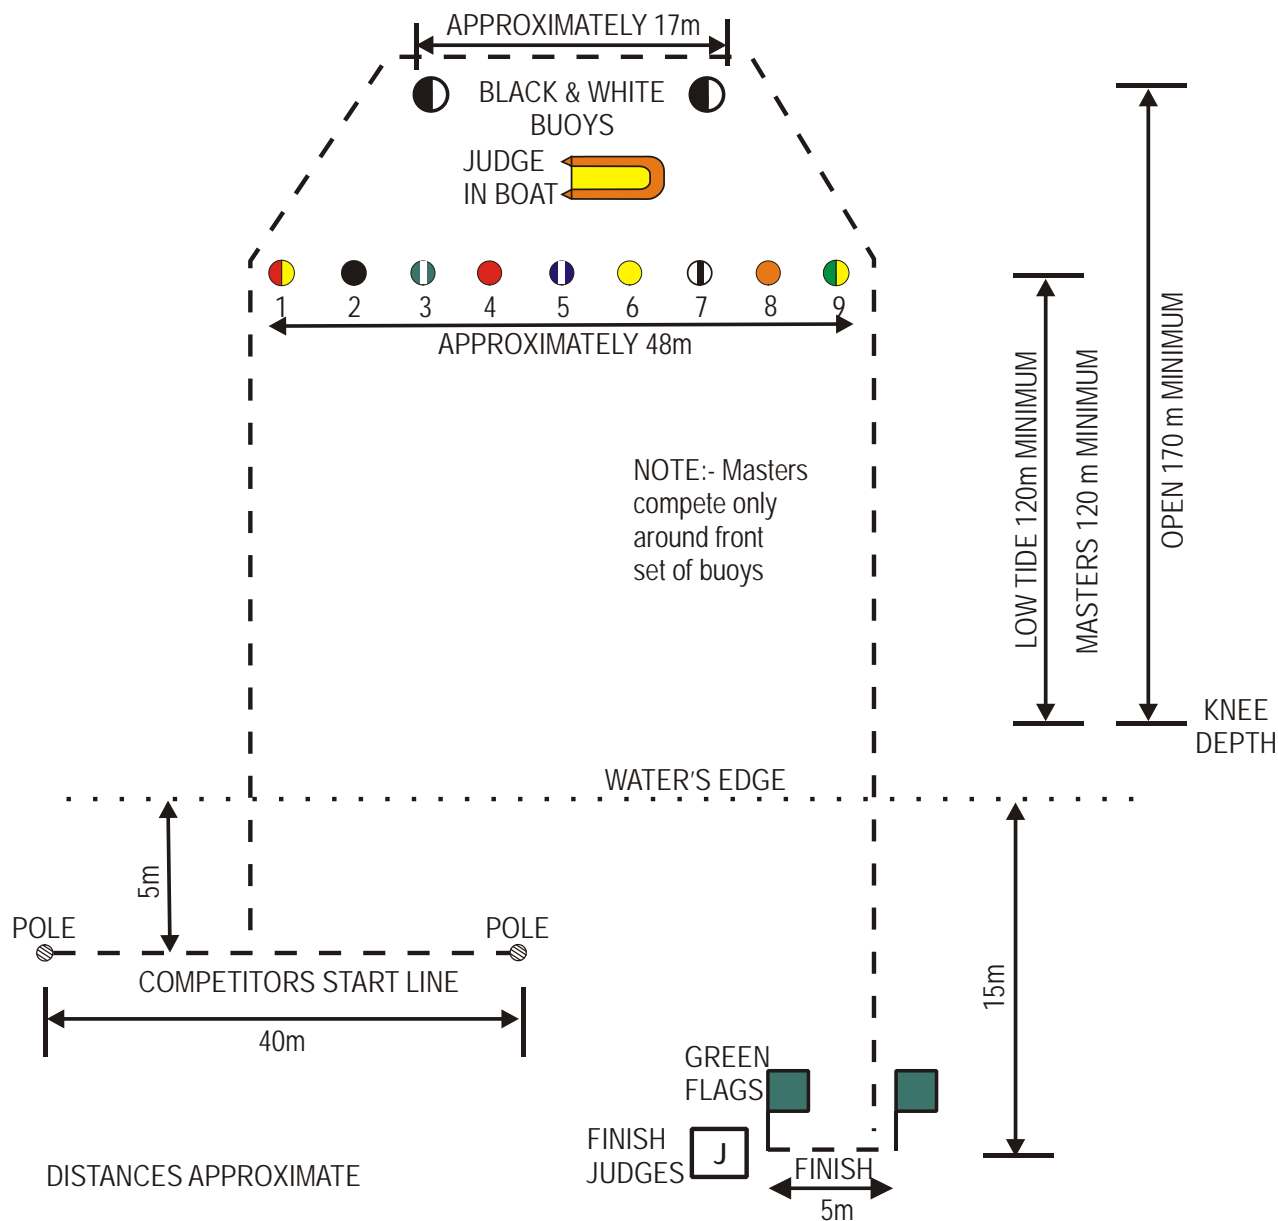 APPROXIMATELY 17m
BLACK & WHITE
BUOYS
JUDGE
IN BOAT
1 2 3 4 5 6 7 8 9
APPROXIMATELY 48m
LOW TIDE 120m MINIMUM
MASTERS 120 m MINIMUM
OPEN 170 m MINIMUM
NOTE:- Masters
compete only
around front
set of buoys
KNEE
DEPTH
WATER'S EDGE
5m
POLE
POLE
COMPETITORS START LINE
40m
15m
GREEN
FLAGS
FINISH
JUDGES
J
FINISH
5m
DISTANCES APPROXIMATE